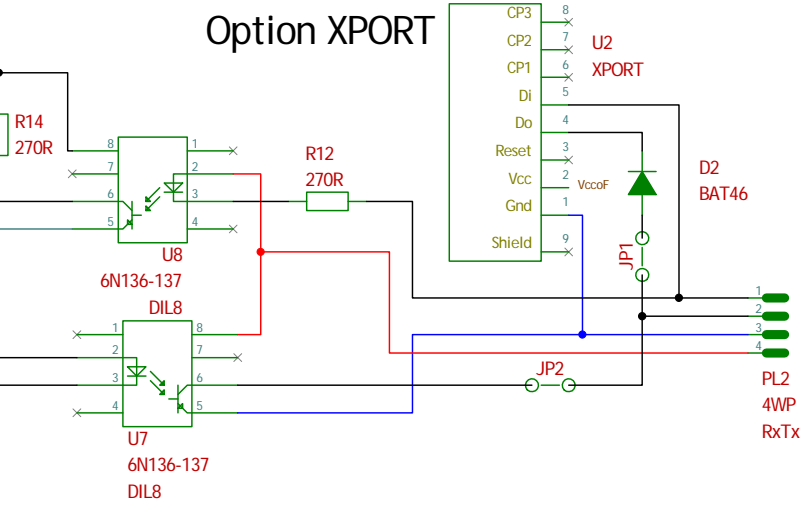 Option XPORT
CP3 8
CP2 7
CP1 6
Di 5
Do 4
Reset 3
Vcc 2
Gnd 1
Shield 9
U2
XPORT
VccoF
D2
BAT46
JP1
R14
270R
R12
270R
8 1
7 2
6 3
5 4
U8
6N136-137
DIL8
1 8
2 7
3 6
4 5
U7
6N136-137
DIL8
JP2
1
2
3
4
PL2
4WP
RxTx